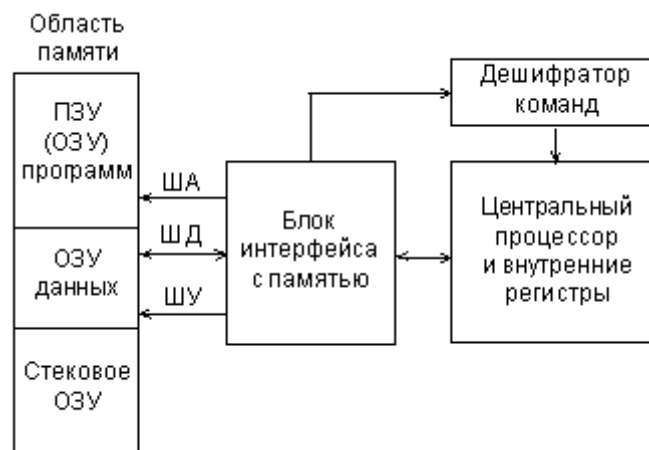 Область
памяти
ПЗУ
(ОЗУ)
программ
ОЗУ
данных
Стековое
ОЗУ
ША
ШД
ШУ
Блок
интерфейса
с памятью
Дешифратор
команд
Центральный
процессор
и внутренние
регистры